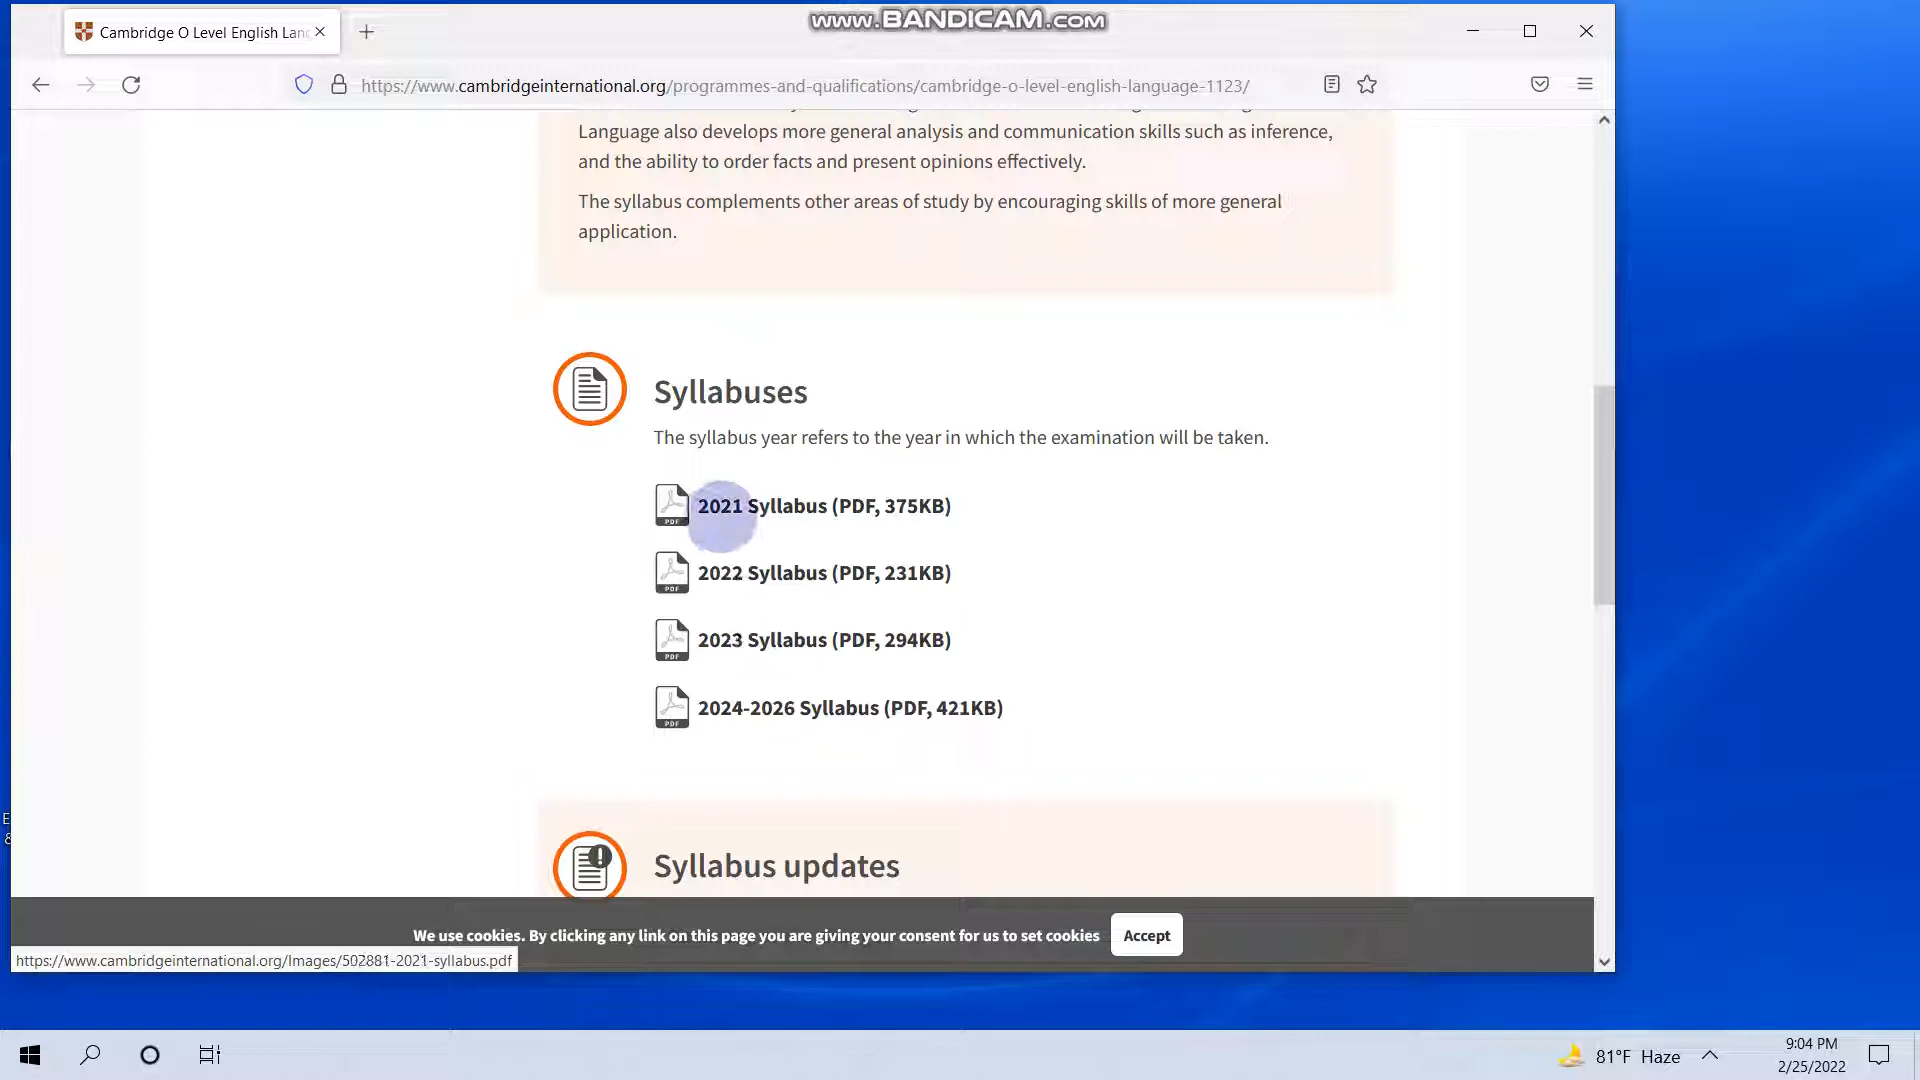 www.BANDICAM.com
Cambridge O Level English Lan
https://www.cambridgeinternational.org/programmes-and-qualifications/cambridge-o-level-english-language-1123/
Language also develops more general analysis and communication skills such as inference,
and the ability to order facts and present opinions effectively.
The syllabus complements other areas of study by encouraging skills of more general
application.
Syllabuses
The syllabus year refers to the year in which the examination will be taken.
PDF 2021 Syllabus (PDF, 375KB)
PDF 2022 Syllabus (PDF, 231KB)
PDF 2023 Syllabus (PDF, 294KB)
PDF 2024-2026 Syllabus (PDF, 421KB)
Syllabus updates
We use cookies. By clicking any link on this page you are giving your consent for us to set cookies Accept
https://www.cambridgeinternational.org/Images/502881-2021-syllabus.pdf
81°F Haze
9:04 PM
2/25/2022